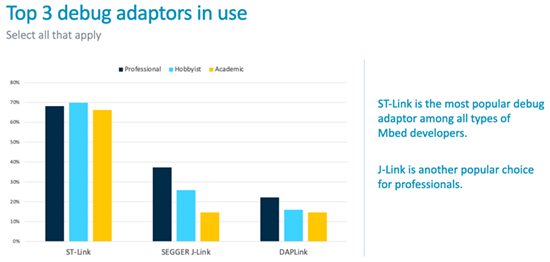 Top 3 debug adaptors in use
Select all that apply
Professional Hobbyist Academic
80%
70%
60%
50%
40%
30%
20%
10%
0%
ST-Link SEGGER J-Link DAPLink
ST-Link is the most popular debug
adaptor among all types of
Mbed developers.
J-Link is another popular choice
for professionals.